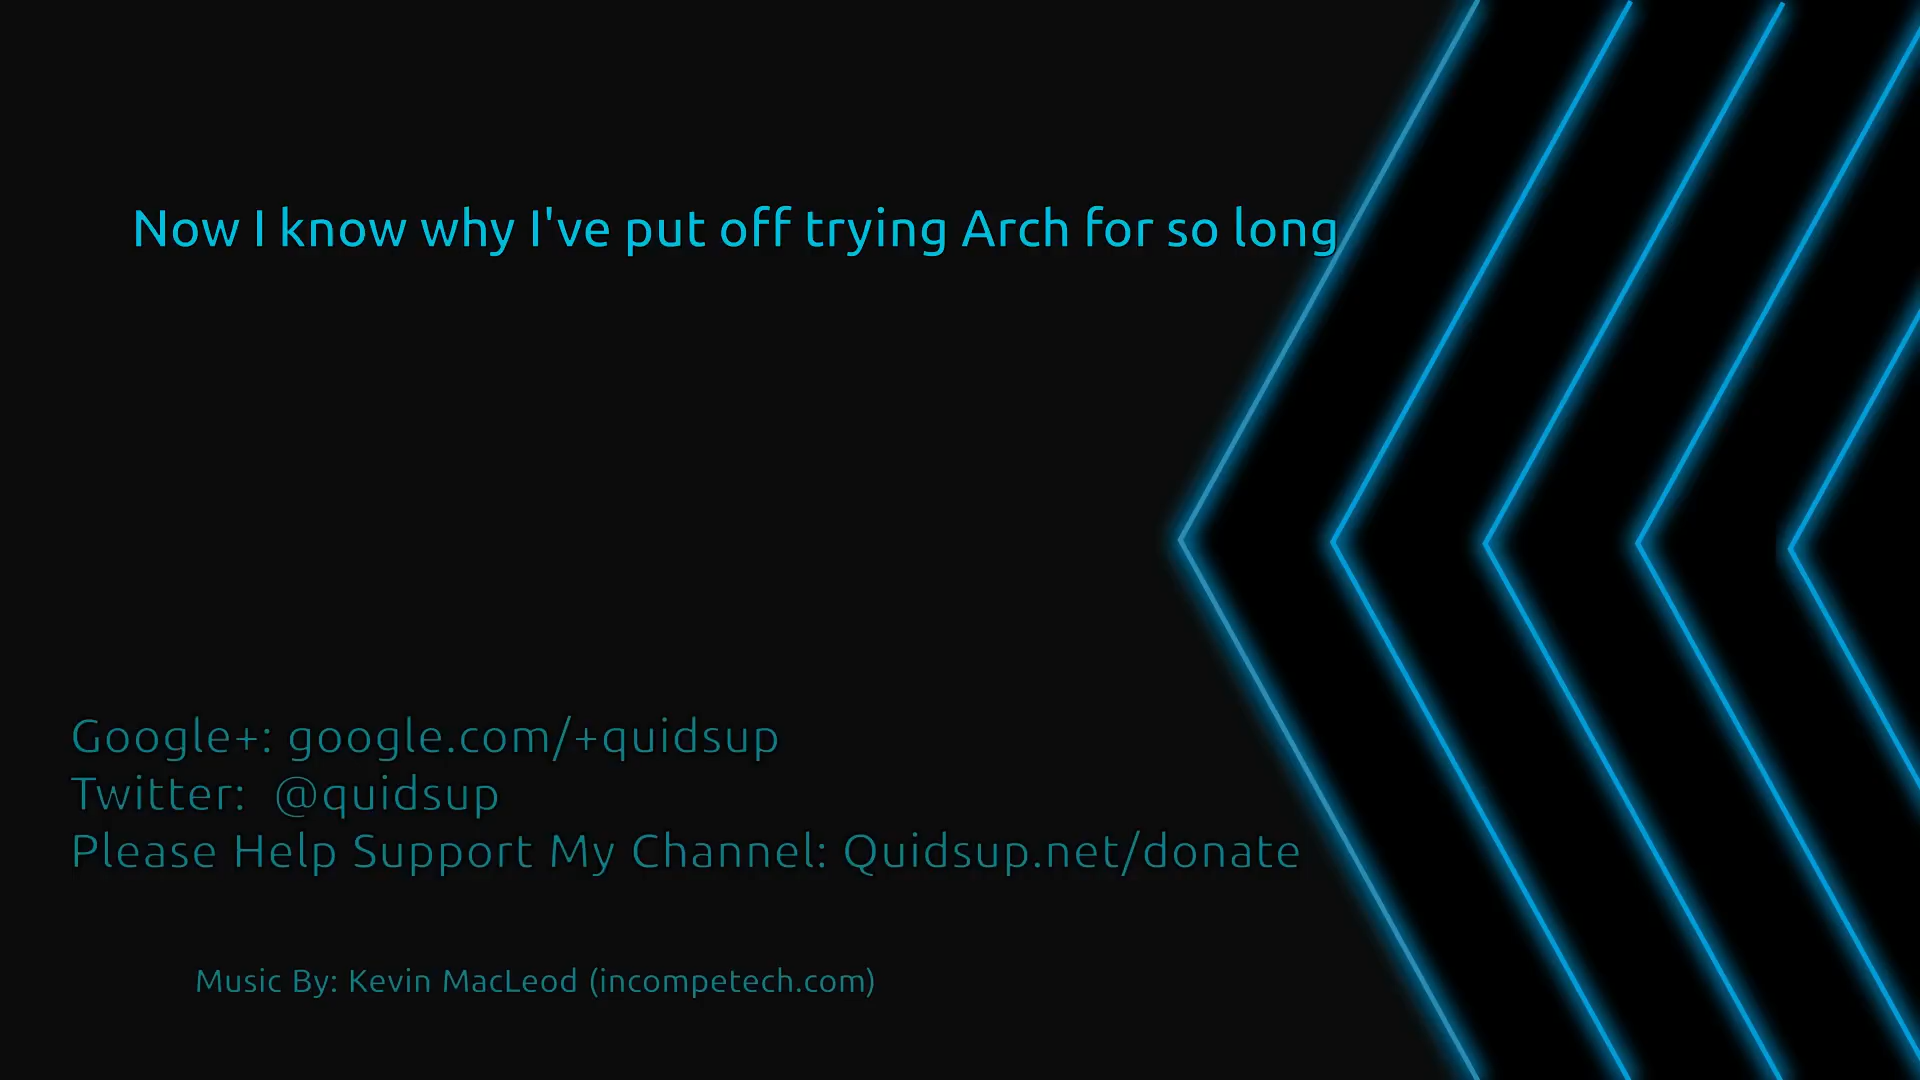 Now I know why I've put off trying Arch for so long
Google+: google.com/+quidsup
Twitter:  @quidsup
Please Help Support My Channel: Quidsup.net/donate
Music By: Kevin MacLeod (incompetech.com)